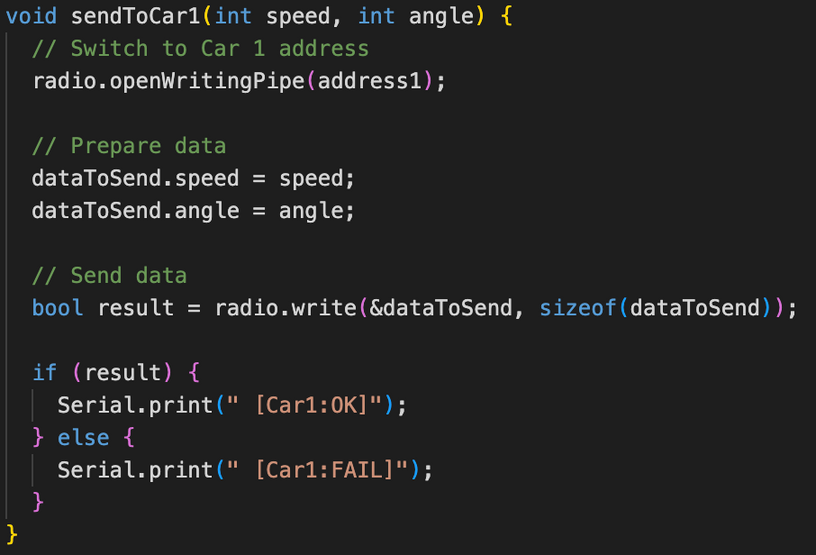 void sendToCar1(int speed, int angle) {
  // Switch to Car 1 address
  radio.openWritingPipe(address1);

  // Prepare data
  dataToSend.speed = speed;
  dataToSend.angle = angle;

  // Send data
  bool result = radio.write(&dataToSend, sizeof(dataToSend));

  if (result) {
    Serial.print(" [Car1:OK]");
  } else {
    Serial.print(" [Car1:FAIL]");
  }
}